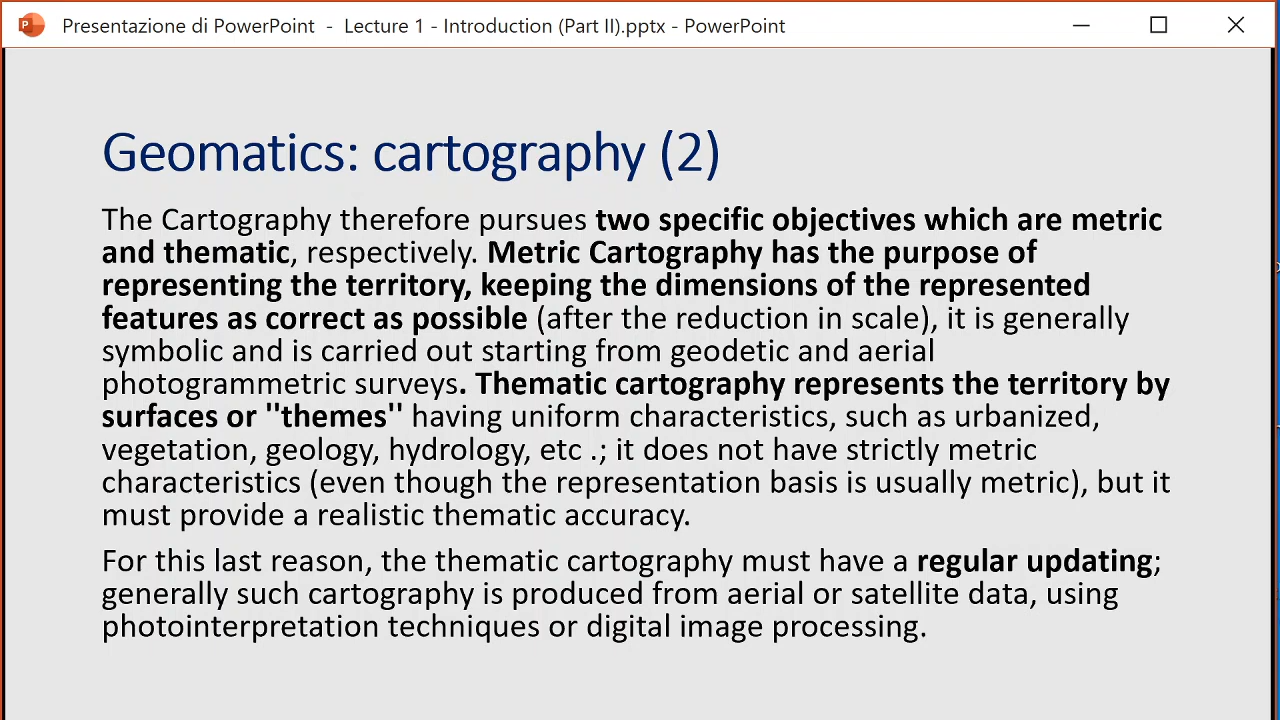 Presentazione di PowerPoint - Lecture 1 - Introduction (Part II).pptx - PowerPoint
Geomatics: cartography (2)
The Cartography therefore pursues two specific objectives which are metric
and thematic, respectively. Metric Cartography has the purpose of
representing the territory, keeping the dimensions of the represented
features as correct as possible (after the reduction in scale), it is generally
symbolic and is carried out starting from geodetic and aerial
photogrammetric surveys. Thematic cartography represents the territory by
surfaces or "themes" having uniform characteristics, such as urbanized,
vegetation, geology, hydrology, etc .; it does not have strictly metric
characteristics (even though the representation basis is usually metric), but it
must provide a realistic thematic accuracy.
For this last reason, the thematic cartography must have a regular updating;
generally such cartography is produced from aerial or satellite data, using
photointerpretation techniques or digital image processing.